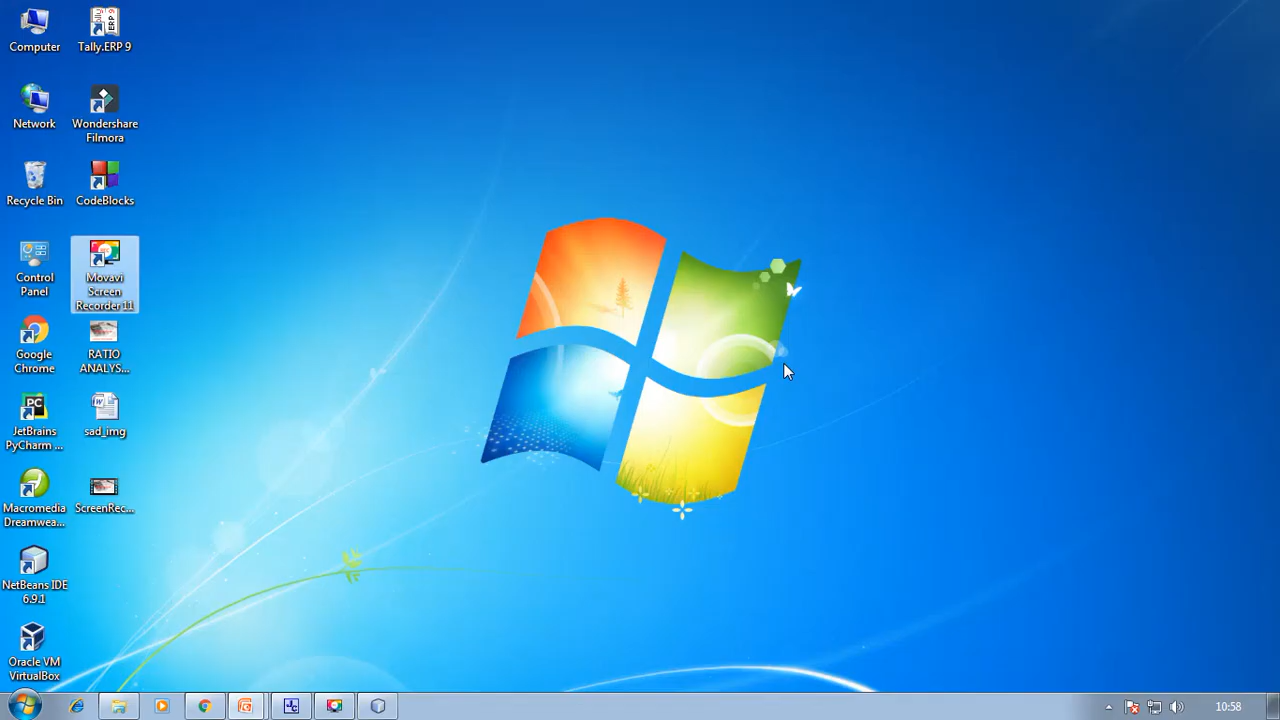 Computer
Tally.ERP 9
Network
Wondershare
Filmora
Recycle Bin
CodeBlocks
Control
Panel
Movavi
Screen
Recorder 11
Google
Chrome
RATIO
ANALYS...
JetBrains
PyCharm ...
sad_img
Macromedia
Dreamwea...
ScreenRec...
NetBeans IDE
6.9.1
Oracle VM
VirtualBox
10:58